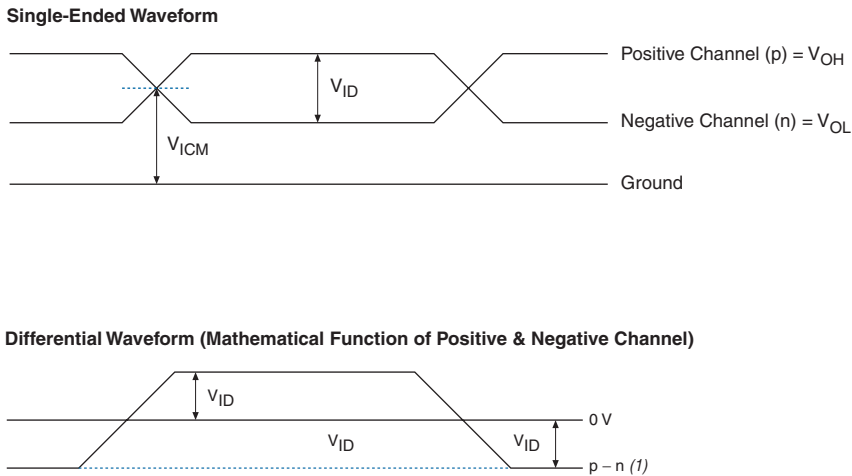 Single-Ended Waveform
Positive Channel (p) = VOH
VID
Negative Channel (n) = VOL
VICM
Ground
Differential Waveform (Mathematical Function of Positive & Negative Channel)
VID
0 V
VID
VID
p – n (1)